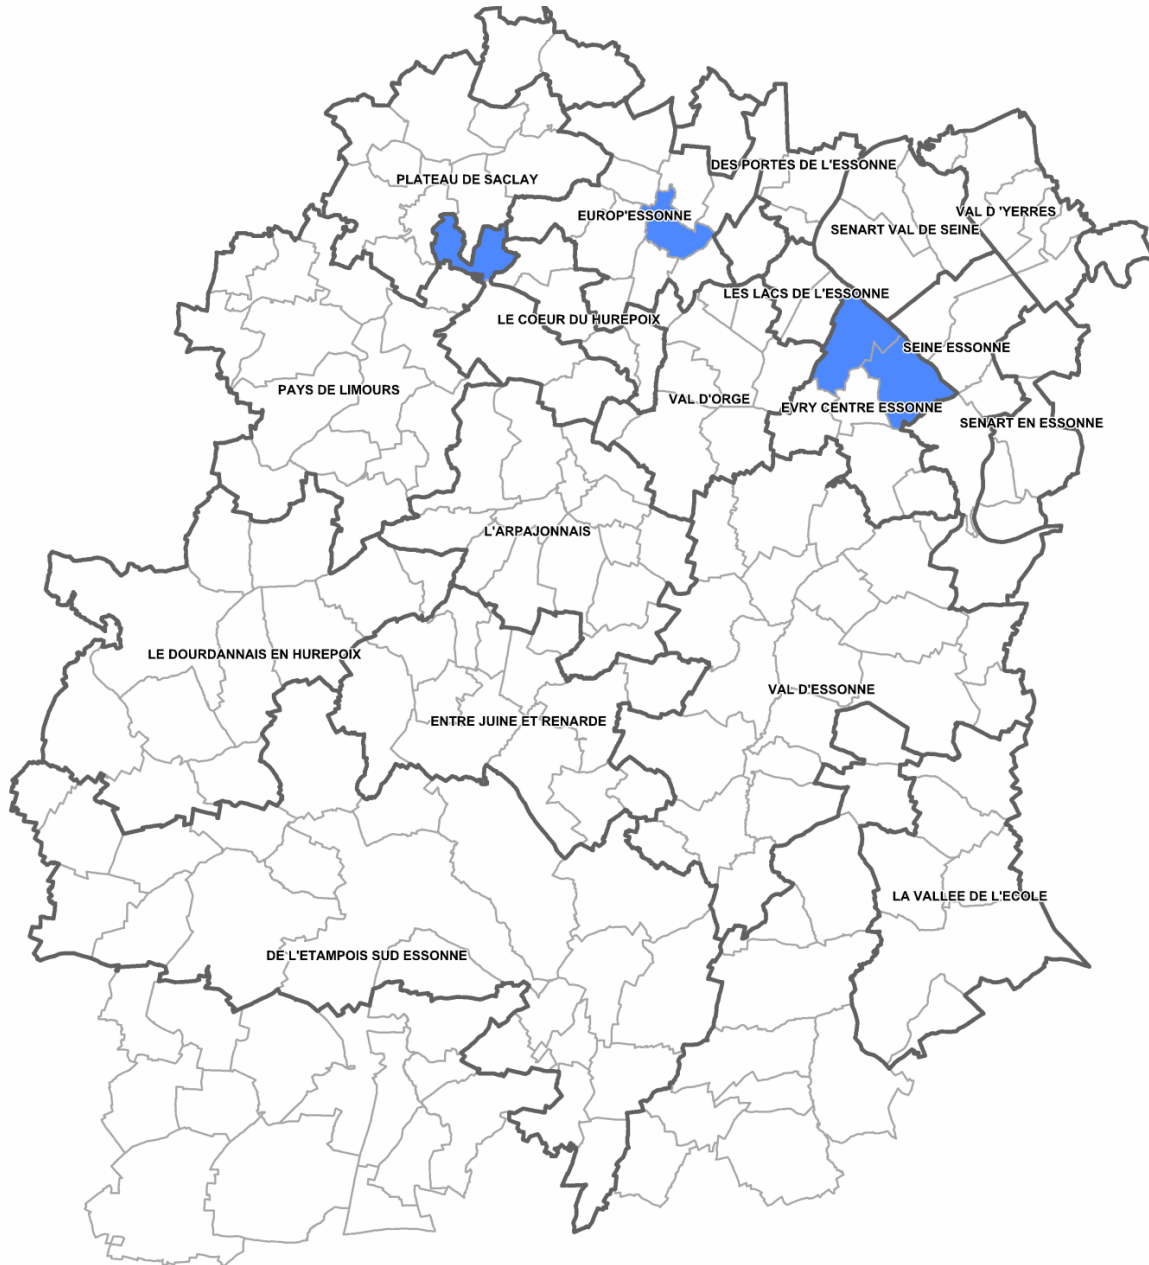 DES PORTES DE L'ESSONNE
PLATEAU DE SACLAY
VAL D 'YERRES
EUROP'ESSONNE
SENART VAL DE SEINE
LES LACS DE L'ESSONNE
LE COEUR DU HUREPOIX
SEINE ESSONNE
PAYS DE LIMOURS
VAL D'ORGE
EVRY CENTRE ESSONNE
SENART EN ESSONNE
L'ARPAJONNAIS
LE DOURDANNAIS EN HUREPOIX
VAL D'ESSONNE
ENTRE JUINE ET RENARDE
LA VALLEE DE L'ECOLE
DE L'ETAMPOIS SUD ESSONNE